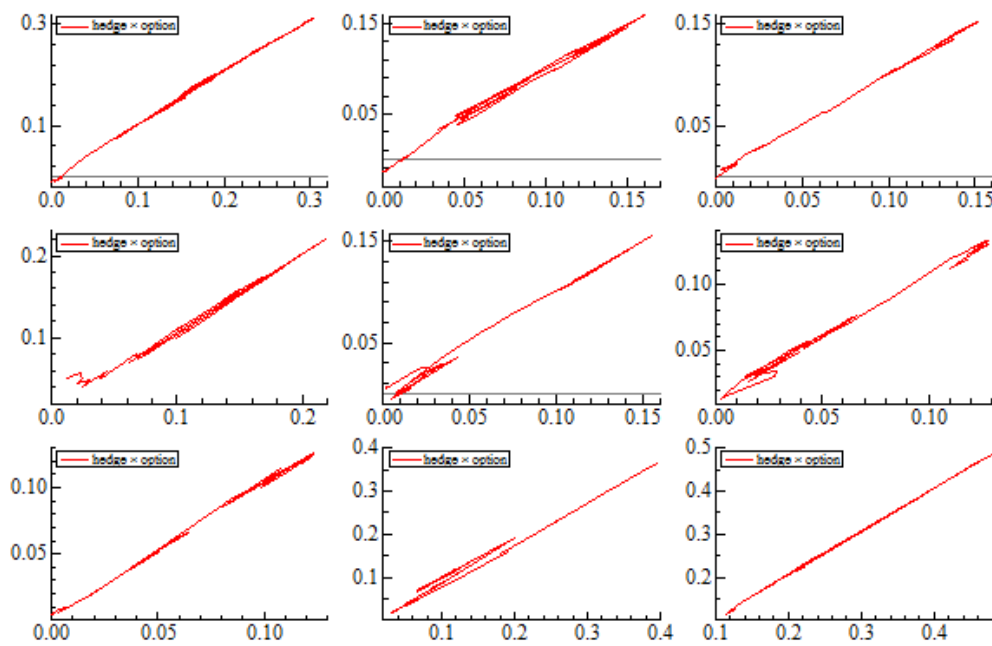 0.3 hedge × option 0.15 hedge × option 0.15 hedge × option
0.1 0.05 0.05
0.0 0.1 0.2 0.3 0.00 0.05 0.10 0.15 0.00 0.05 0.10 0.15
0.2 hedge × option 0.15 hedge × option hedge × option
0.1 0.05 0.10
0.05
0.1 0.2 0.00 0.05 0.10 0.15 0.00 0.05 0.10
hedge × option 0.4 hedge × option 0.5 hedge × option
0.10 0.3 0.4
0.05 0.2 0.3
0.1 0.2
0.00 0.05 0.10 0.1 0.2 0.3 0.4 0.1 0.2 0.3 0.4